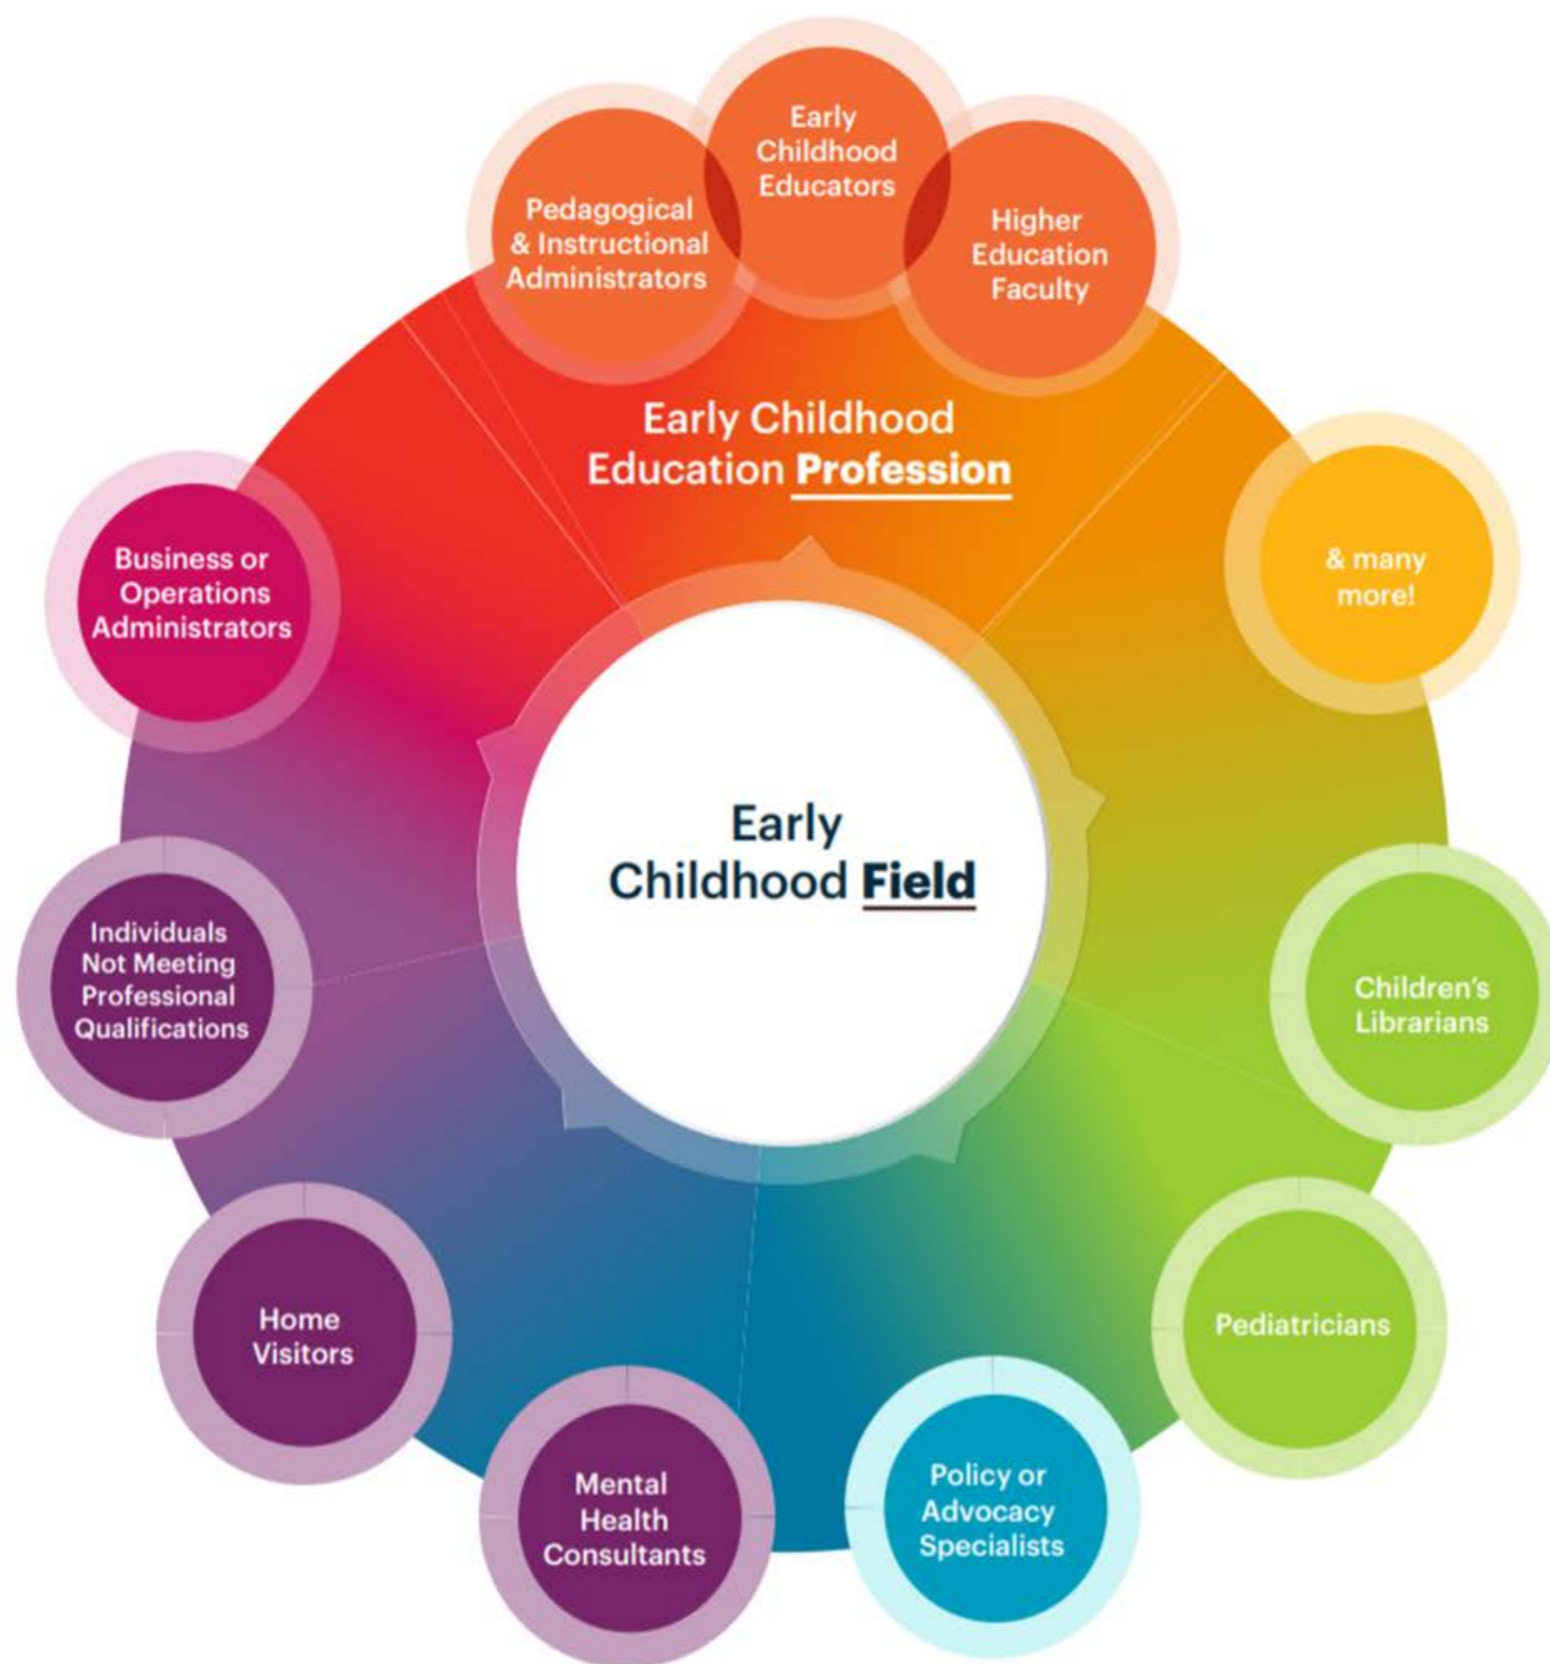 Early
Childhood
Educators
Pedagogical
& Instructional
Administrators
Higher
Education
Faculty
Early Childhood
Education Profession
Business or
Operations
Administrators
& many
more!
Early
Childhood Field
Individuals
Not Meeting
Professional
Qualifications
Children's
Librarians
Home
Visitors
Pediatricians
Mental
Health
Consultants
Policy or
Advocacy
Specialists